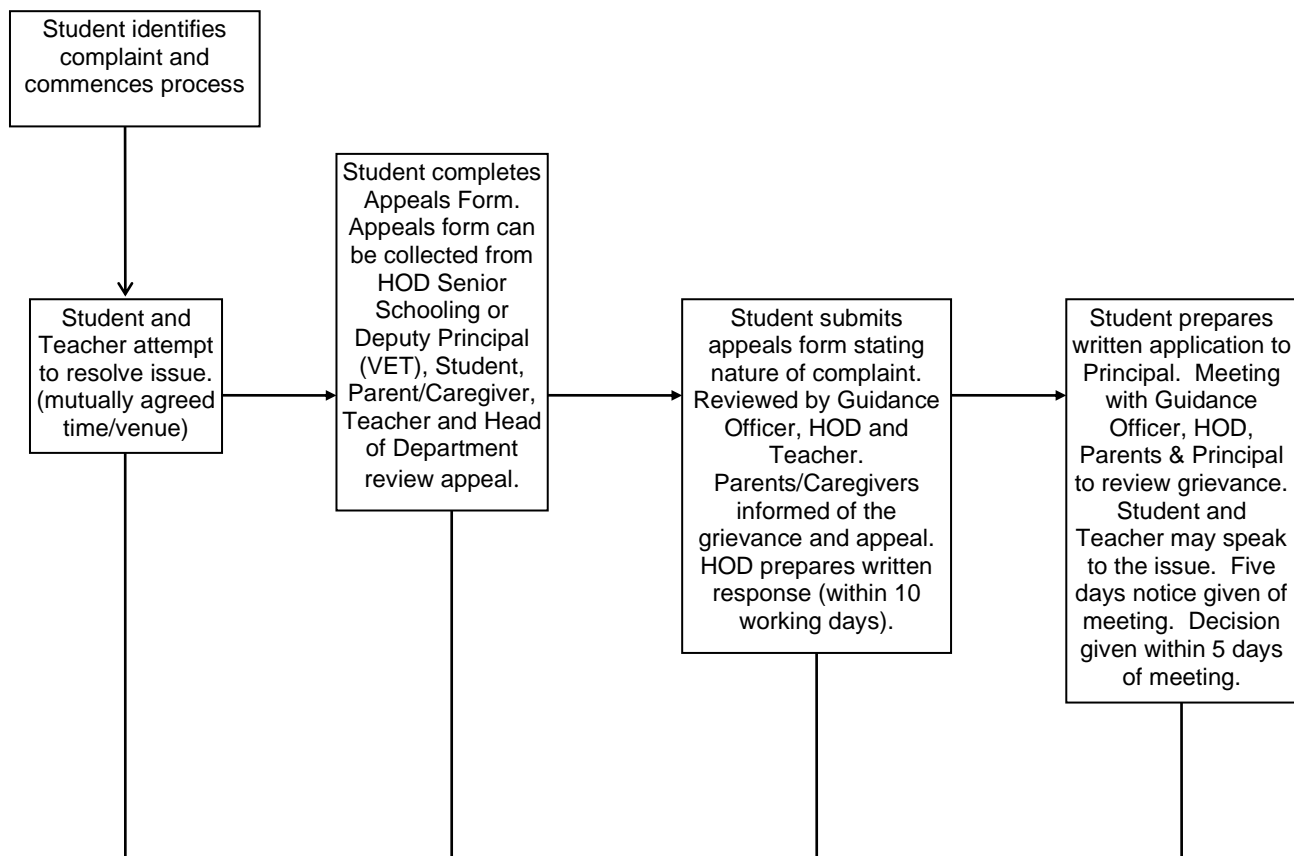 Student identifies
complaint and
commences process
Student and
Teacher attempt
to resolve issue.
(mutually agreed
time/venue)
Student completes
Appeals Form.
Appeals form can
be collected from
HOD Senior
Schooling or
Deputy Principal
(VET), Student,
Parent/Caregiver,
Teacher and Head
of Department
review appeal.
Student submits
appeals form stating
nature of complaint.
Reviewed by Guidance
Officer, HOD and
Teacher.
Parents/Caregivers
informed of the
grievance and appeal.
HOD prepares written
response (within 10
working days).
Student prepares
written application to
Principal.  Meeting
with Guidance
Officer, HOD,
Parents & Principal
to review grievance.
Student and
Teacher may speak
to the issue.  Five
days notice given of
meeting.  Decision
given within 5 days
of meeting.